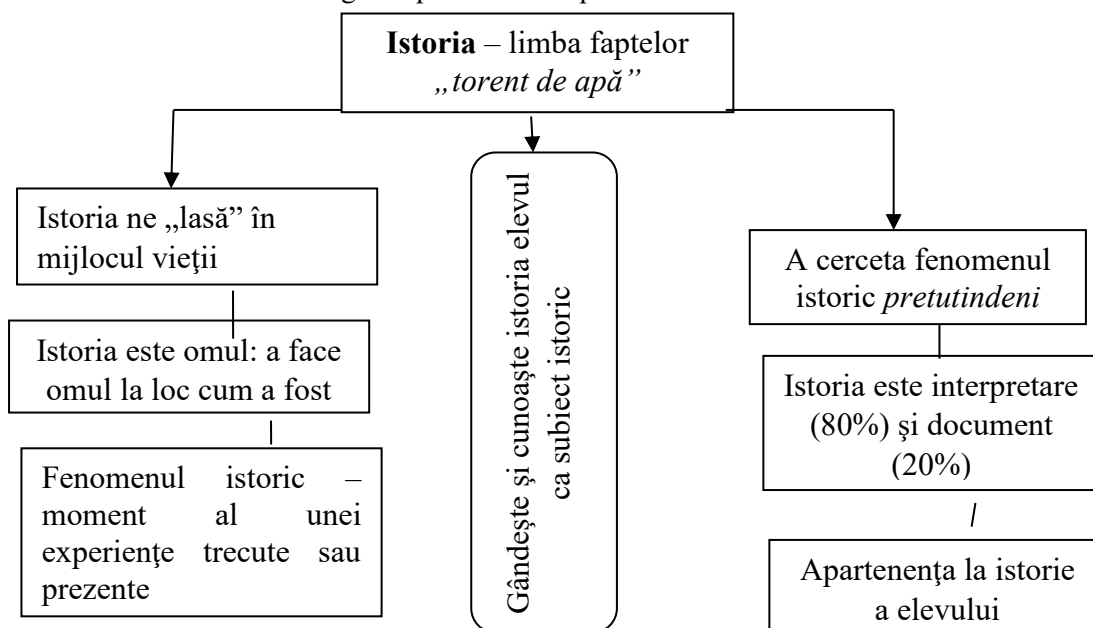 Istoria – limba faptelor
„torent de apă”
Istoria ne „lasă” în
mijlocul vieţii
Istoria este omul: a face
omul la loc cum a fost
Fenomenul istoric –
moment al unei
experienţe trecute sau
prezente
Gândeşte şi cunoaşte istoria elevul
ca subiect istoric
A cerceta fenomenul
istoric pretutindeni
Istoria este interpretare
(80%) şi document
(20%)
Apartenenţa la istorie
a elevului